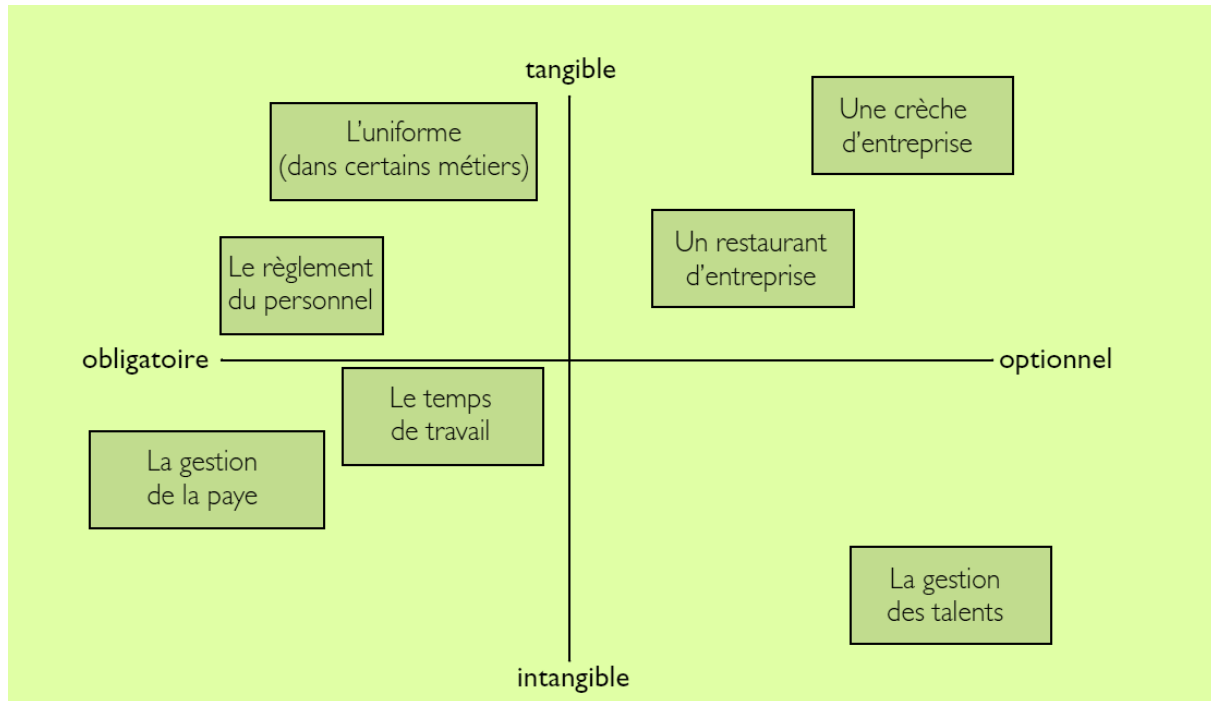 tangible
L'uniforme
(dans certains métiers)
Une crèche
d'entreprise
Le règlement
du personnel
Un restaurant
d'entreprise
obligatoire
optionnel
Le temps
de travail
La gestion
de la paye
La gestion
des talents
intangible